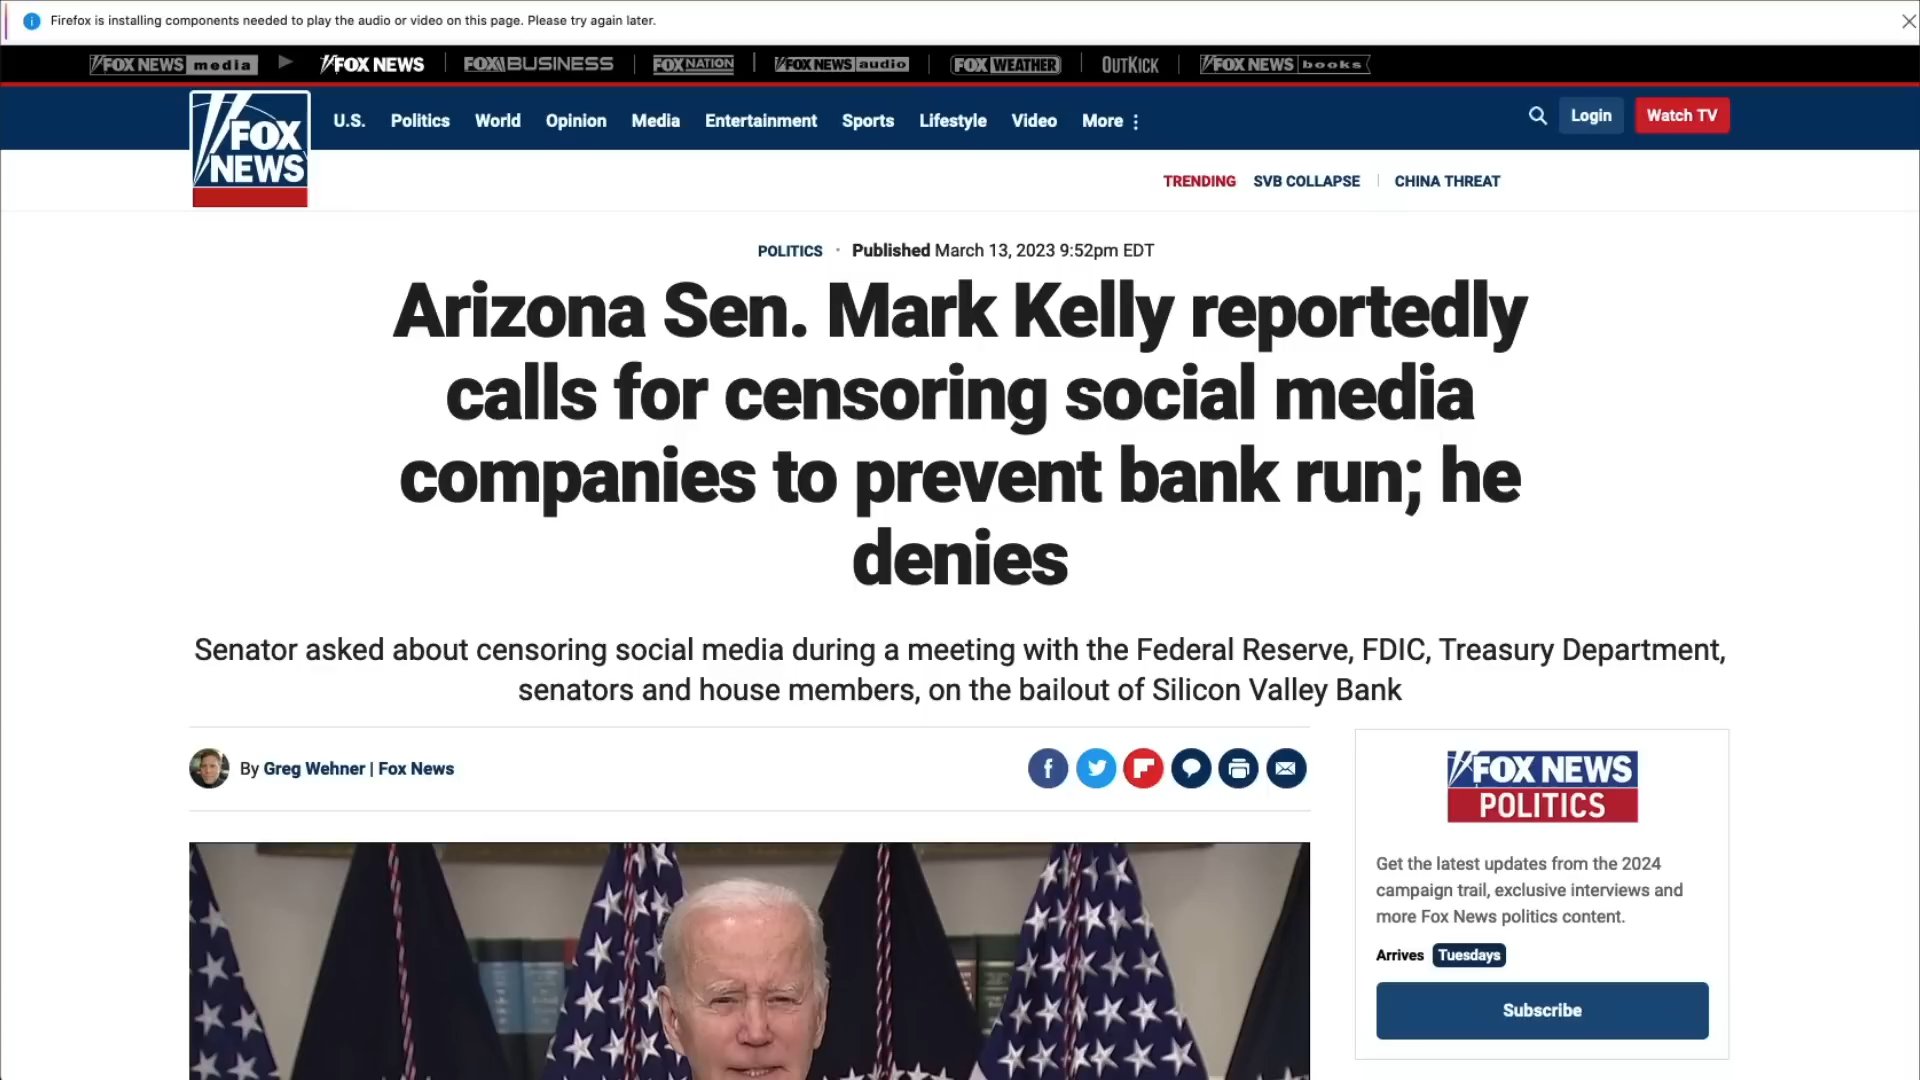 Firefox is installing components needed to play the audio or video on this page. Please try again later.
FOX NEWS media FOX NEWS FOX BUSINESS FOX NATION FOX NEWS audio FOX WEATHER OUTKICK FOX NEWS books
FOX NEWS
U.S. Politics World Opinion Media Entertainment Sports Lifestyle Video More Login Watch TV
TRENDING SVB COLLAPSE CHINA THREAT
POLITICS · Published March 13, 2023 9:52pm EDT
Arizona Sen. Mark Kelly reportedly
calls for censoring social media
companies to prevent bank run; he
denies
Senator asked about censoring social media during a meeting with the Federal Reserve, FDIC, Treasury Department,
senators and house members, on the bailout of Silicon Valley Bank
By Greg Wehner | Fox News
FOX NEWS
POLITICS
Get the latest updates from the 2024
campaign trail, exclusive interviews and
more Fox News politics content.
Arrives Tuesdays
Subscribe